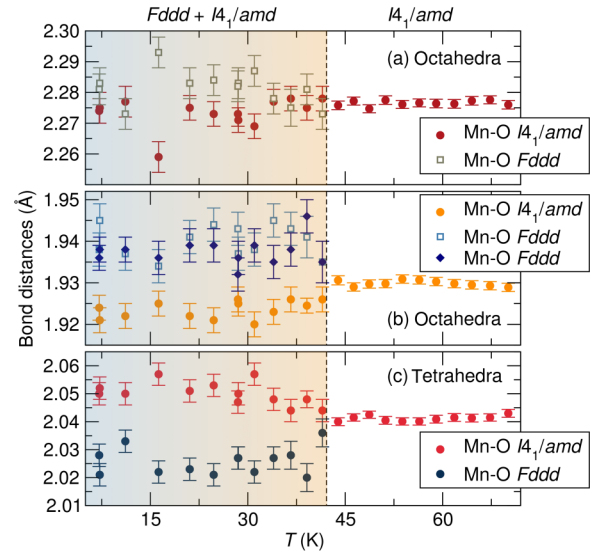 Fddd + I4₁/amd I4₁/amd
2.30
2.29
2.28
2.27
2.26
(a) Octahedra
Mn-O I4₁/amd
Mn-O Fddd
1.95
1.94
1.93
1.92
Mn-O I4₁/amd
Mn-O Fddd
Mn-O Fddd
(b) Octahedra
Bond distances (Å)
2.06
2.05
2.04
2.03
2.02
2.01
(c) Tetrahedra
Mn-O I4₁/amd
Mn-O Fddd
15 30 45 60
T (K)